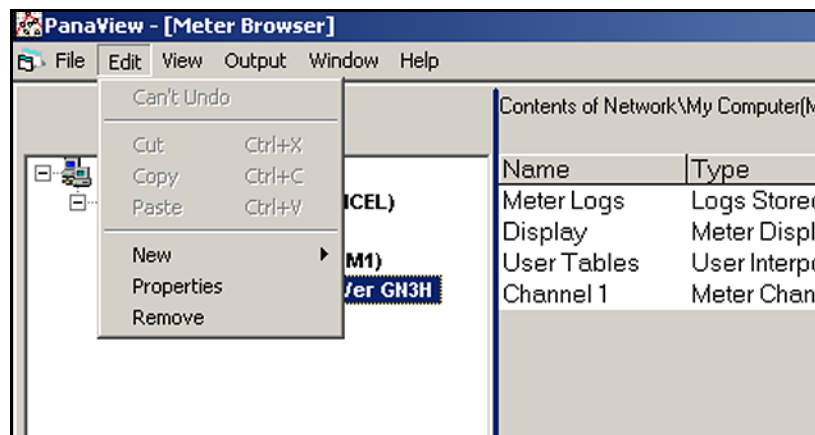 PanaView - [Meter Browser]
File Edit View Output Window Help
Can't Undo
Cut Ctrl+X
Copy Ctrl+C
Paste Ctrl+V
New
Properties
Remove
ICEL)
M1)
Ver GN3H
Contents of Network\My Computer(M
Name Type
Meter Logs Logs Stored
Display Meter Displ
User Tables User Interpo
Channel 1 Meter Chan